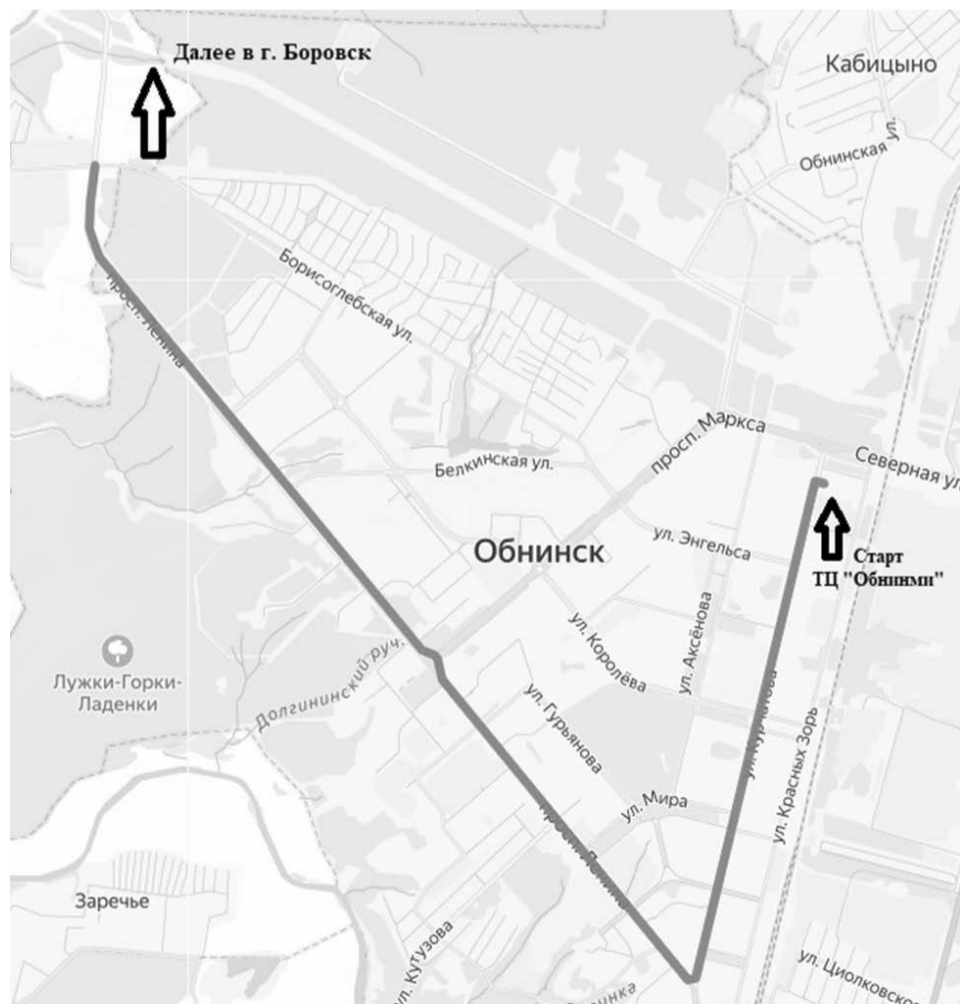 Далее в г. Боровск
Кабицыно
Обнинская ул.
Борисоглебская ул.
просп. Ленина
просп. Маркса
Северная ул.
Белкинская ул.
Обнинск
ул. Энгельса
Старт
ТЦ "Обнинми"
ул. Аксёнова
ул. Королёва
Лужки-Горки-
Ладенки
Долгининский руч.
ул. Гурьянова
ул. Курчатова
ул. Красных Зорь
ул. Мира
просп. Ленина
Заречье
ул. Кутузова
ул. Циолковского